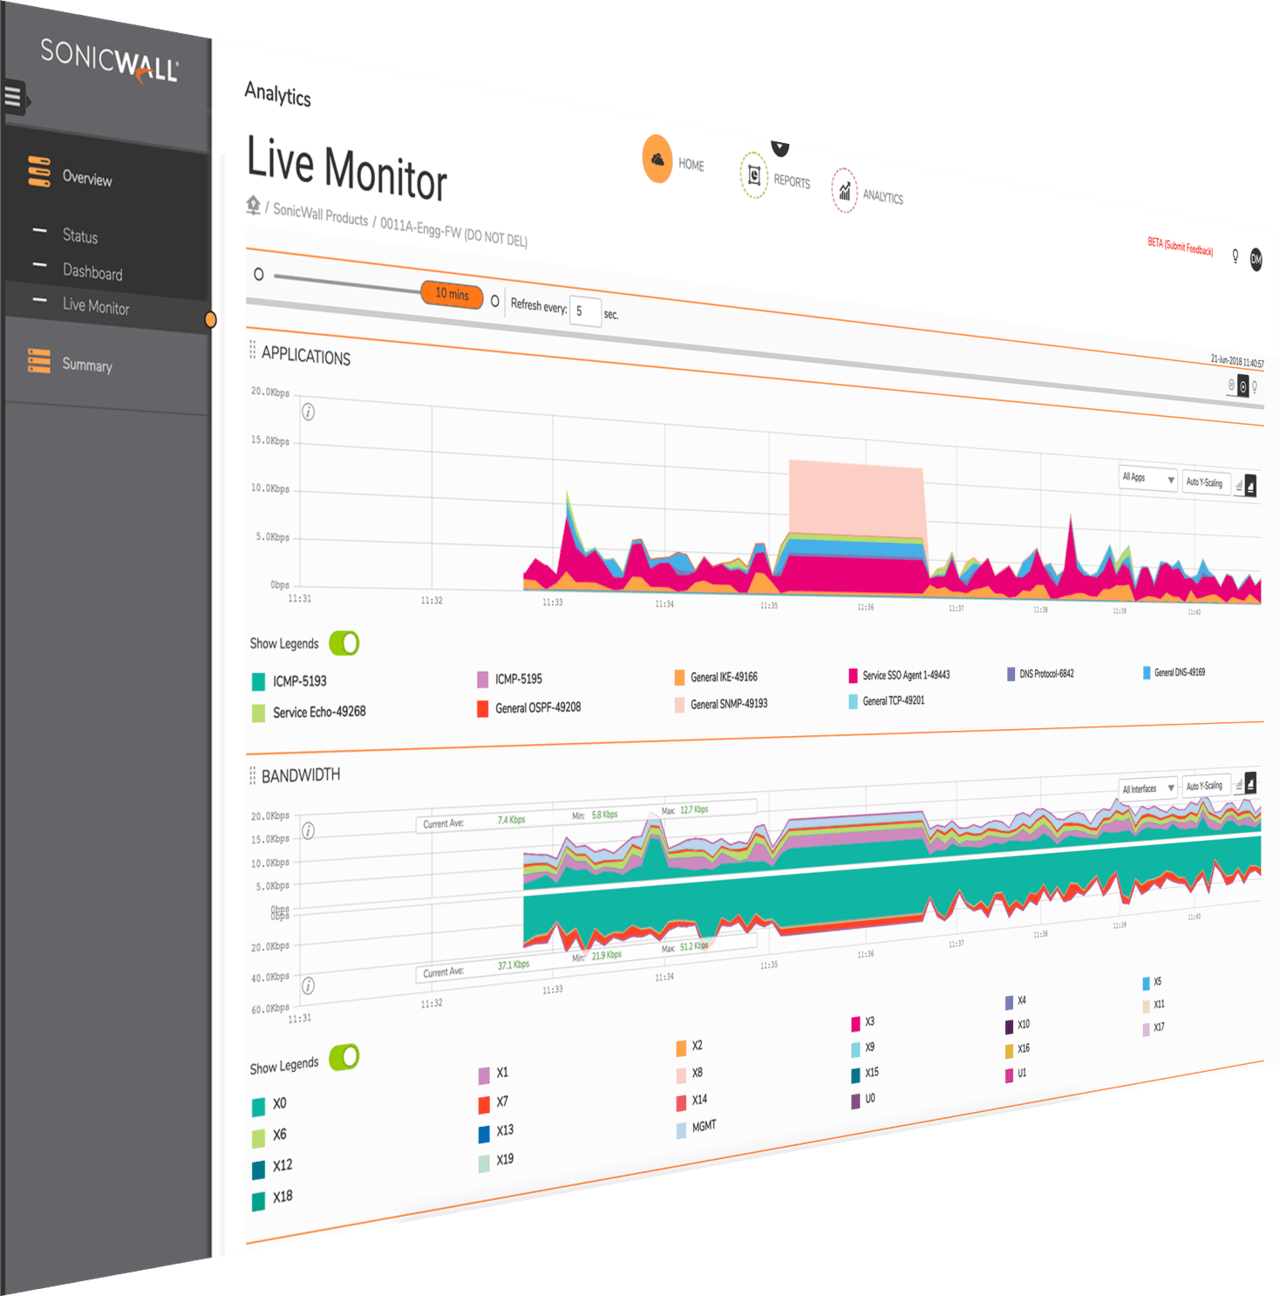 SONICWALL
Overview
Status
Dashboard
Live Monitor
Summary
Analytics
Live Monitor
HOME
REPORTS
ANALYTICS
/ SonicWall Products / 0011A-Engg-FW (DO NOT DEL)
BETA (Submit Feedback)
DM
10 mins
Refresh every: 5 sec.
21-Jun-2018 11:40:57
APPLICATIONS
20.0Kbps
15.0Kbps
10.0Kbps
5.0Kbps
0bps
i
All Apps
Auto Y-Scaling
11:31 11:32 11:33 11:34 11:35 11:36 11:37 11:38 11:39 11:40
Show Legends
ICMP-5193 ICMP-5195 General IKE-49166 Service SSO Agent 1-49443 DNS Protocol-6842 General DNS-49169
Service Echo-49268 General OSPF-49208 General SNMP-49193 General TCP-49201
BANDWIDTH
All Interfaces
Auto Y-Scaling
20.0Kbps
15.0Kbps
10.0Kbps
5.0Kbps
0bps
0bps
20.0Kbps
40.0Kbps
60.0Kbps
i
Current Ave: 7.4 Kbps Min: 5.8 Kbps Max: 12.7 Kbps
i
Current Ave: 37.1 Kbps Min: 21.9 Kbps Max: 51.2 Kbps
11:31 11:32 11:33 11:34 11:35 11:36 11:37 11:38 11:39 11:40
Show Legends
X0 X1 X2 X3 X4 X5
X6 X7 X8 X9 X10 X11
X12 X13 X14 X15 X16 X17
X18 X19 MGMT U0 U1